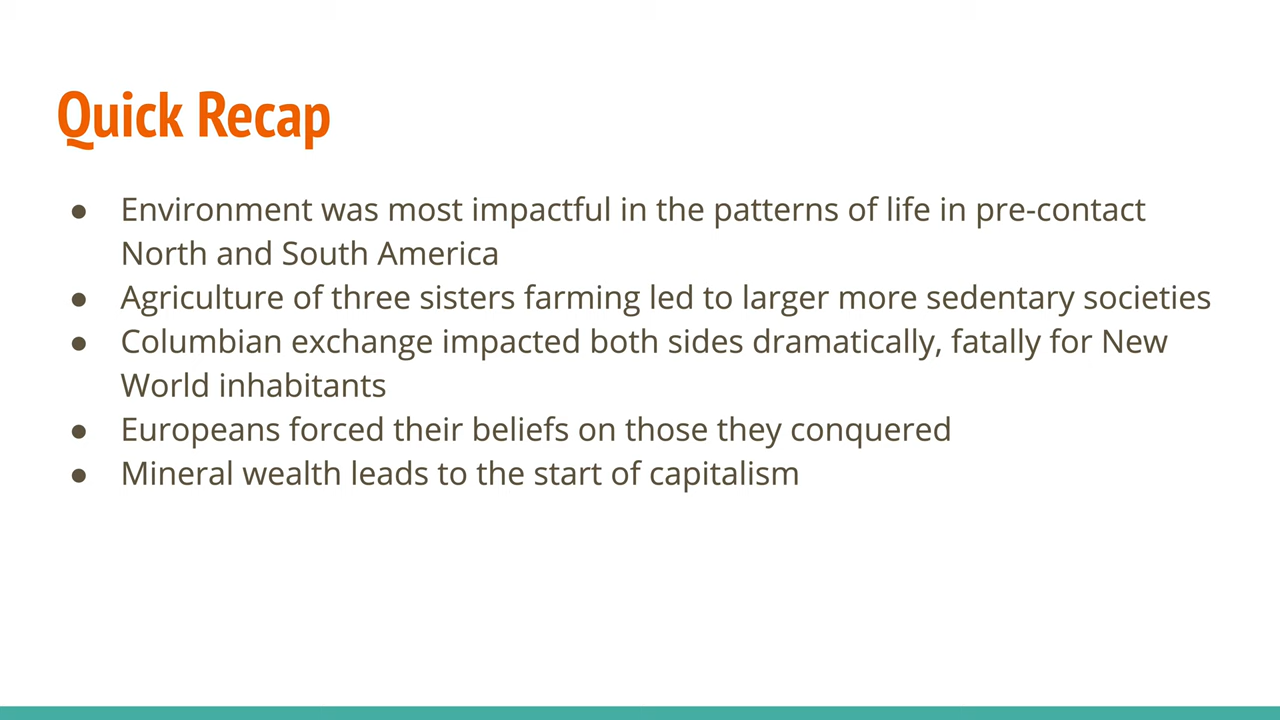 Quick Recap
● Environment was most impactful in the patterns of life in pre-contact
North and South America
● Agriculture of three sisters farming led to larger more sedentary societies
● Columbian exchange impacted both sides dramatically, fatally for New
World inhabitants
● Europeans forced their beliefs on those they conquered
● Mineral wealth leads to the start of capitalism